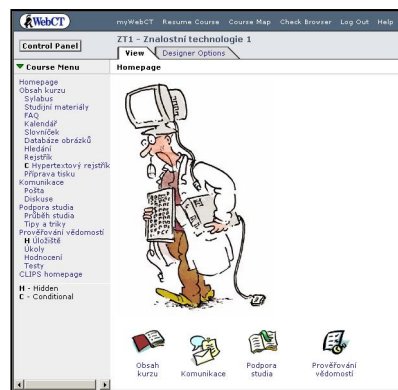 WebCT
myWebCT Resume Course Course Map Check Browser Log Out Help
Control Panel
ZT1 - Znalostní technologie 1
View Designer Options
Course Menu
Homepage
Homepage
Obsah kurzu
Sylabus
Studijní materiály
FAQ
Kalendář
Slovníček
Databáze obrázků
Hledání
Rejstřík
C Hypertextový rejstřík
Příprava tisku
Komunikace
Pošta
Diskuse
Podpora studia
Průběh studia
Tipy a triky
Prověřování vědomostí
H Úložiště
Úkoly
Hodnocení
Testy
CLIPS homepage
H - Hidden
C - Conditional
Obsah
kurzu
Komunikace
Podpora
studia
Prověřování
vědomostí